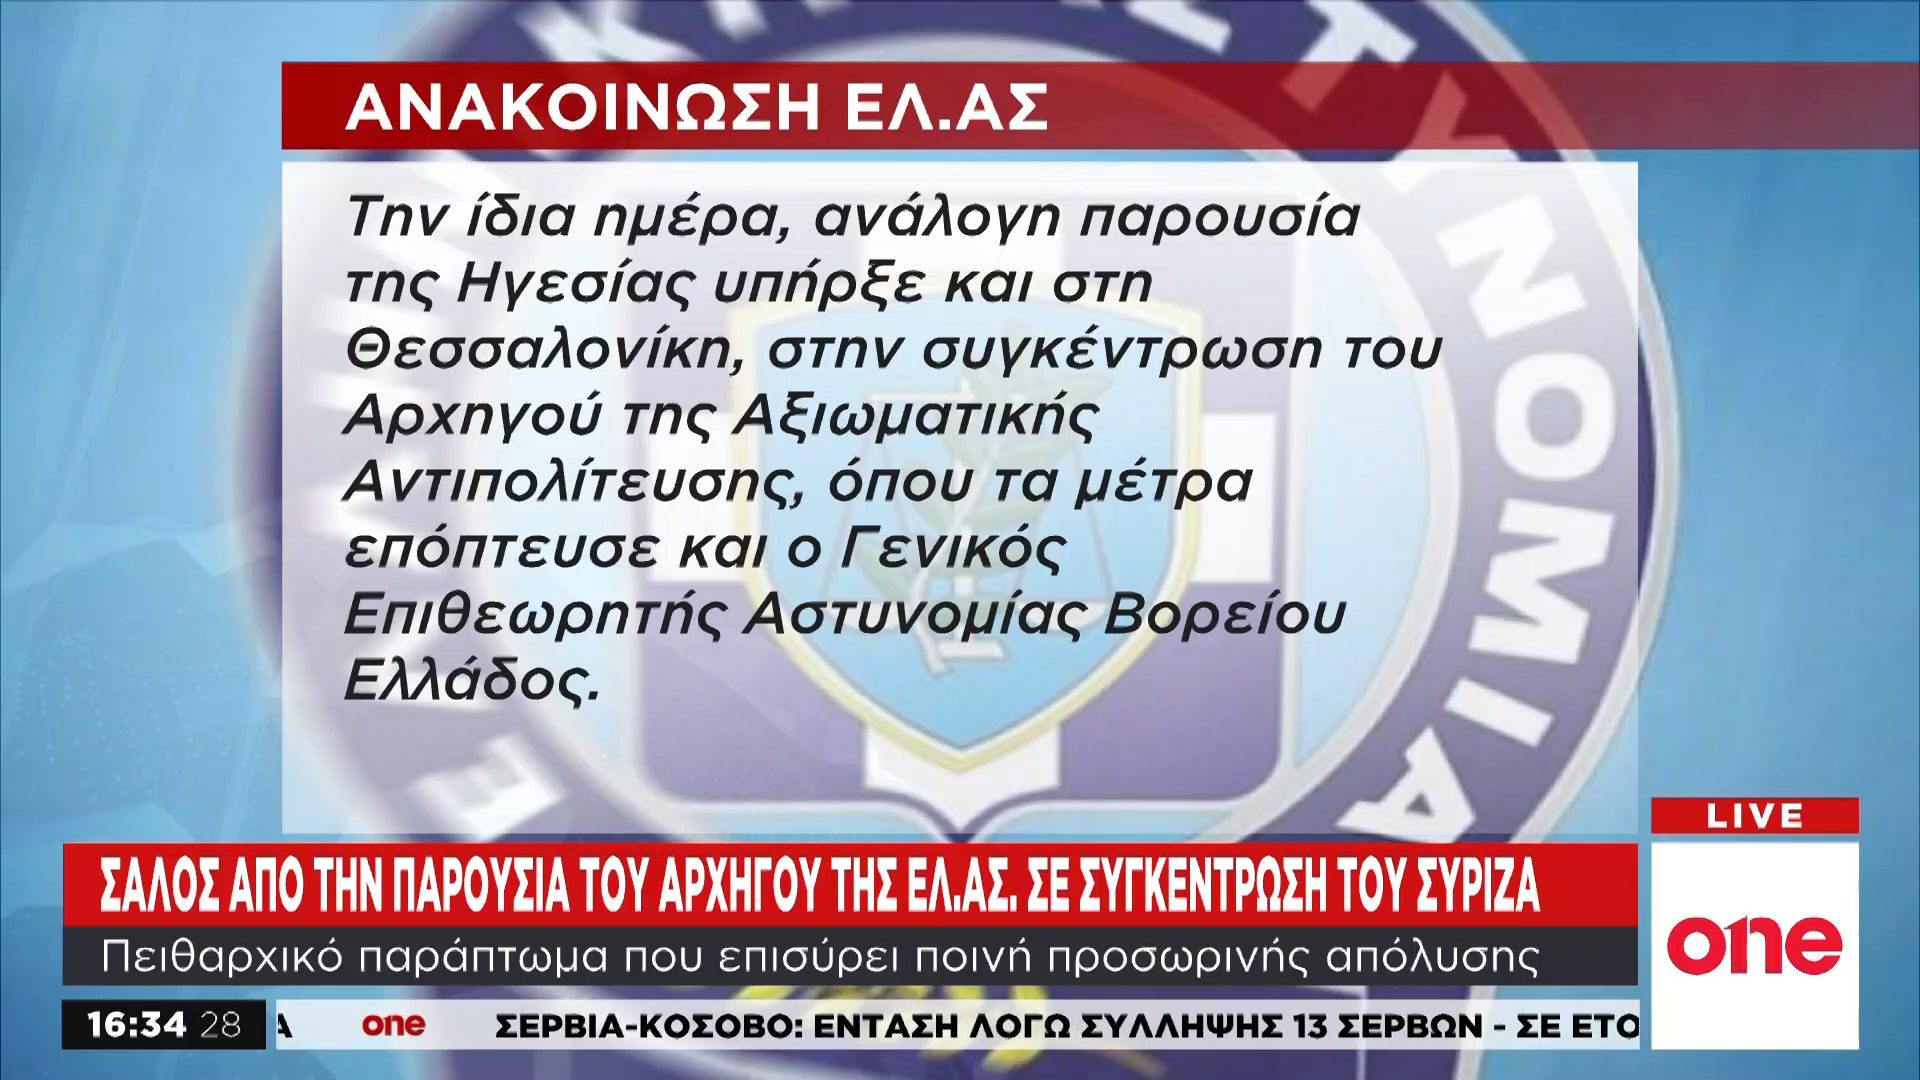 ΑΝΑΚΟΙΝΩΣΗ ΕΛ.ΑΣ
Την ίδια ημέρα, ανάλογη παρουσία
της Ηγεσίας υπήρξε και στη
Θεσσαλονίκη, στην συγκέντρωση του
Αρχηγού της Αξιωματικής
Αντιπολίτευσης, όπου τα μέτρα
επόπτευσε και ο Γενικός
Επιθεωρητής Αστυνομίας Βορείου
Ελλάδος.
LIVE
ΣΑΛΟΣ ΑΠΟ ΤΗΝ ΠΑΡΟΥΣΙΑ ΤΟΥ ΑΡΧΗΓΟΥ ΤΗΣ ΕΛ.ΑΣ. ΣΕ ΣΥΓΚΕΝΤΡΩΣΗ ΤΟΥ ΣΥΡΙΖΑ
Πειθαρχικό παράπτωμα που επισύρει ποινή προσωρινής απόλυσης
one
16:34 28 Α one ΣΕΡΒΙΑ-ΚΟΣΟΒΟ: ΕΝΤΑΣΗ ΛΟΓΩ ΣΥΛΛΗΨΗΣ 13 ΣΕΡΒΩΝ - ΣΕ ΕΤΟ